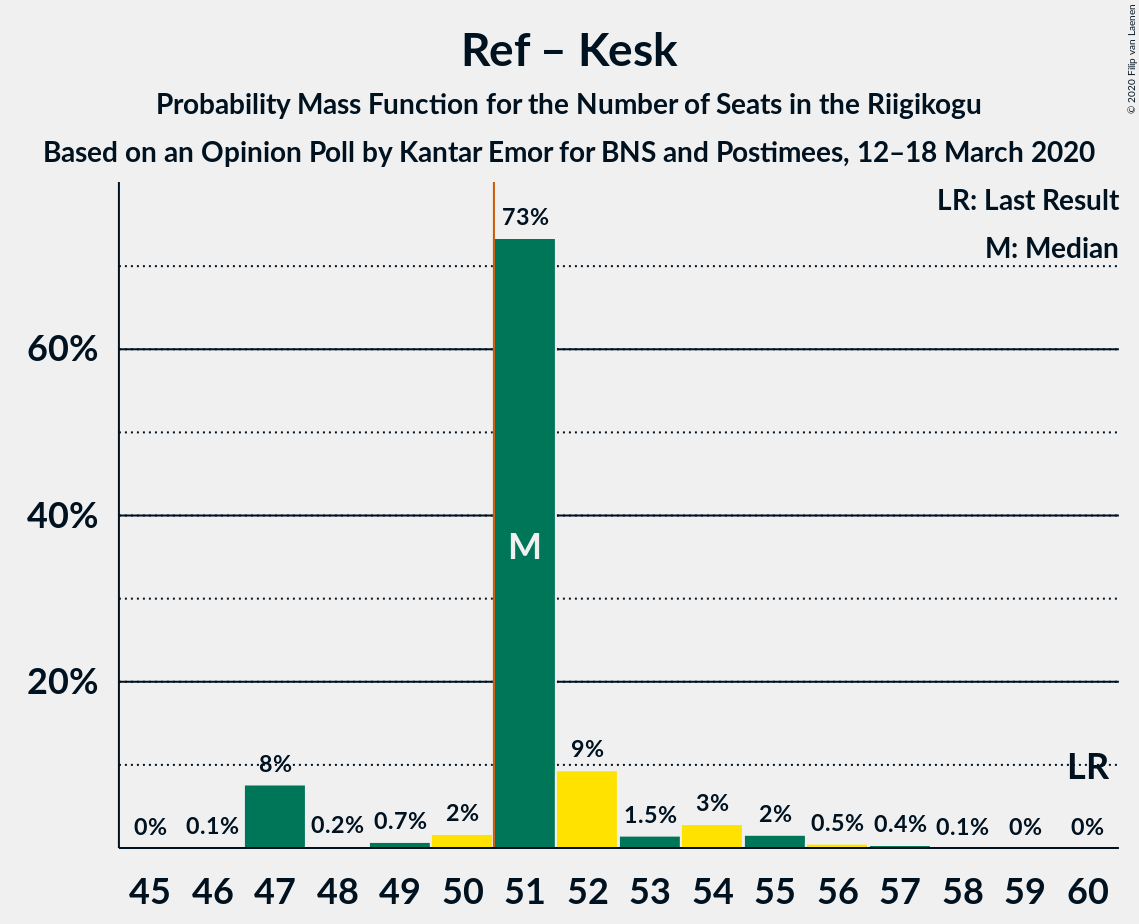 Ref – Kesk
Probability Mass Function for the Number of Seats in the Riigikogu
Based on an Opinion Poll by Kantar Emor for BNS and Postimees, 12–18 March 2020
© 2020 Filip van Laenen
LR: Last Result
M: Median
60%
40%
20%
0% 0.1% 8% 0.2% 0.7% 2% 73% 9% 1.5% 3% 2% 0.5% 0.4% 0.1% 0% 0%
M
LR
45 46 47 48 49 50 51 52 53 54 55 56 57 58 59 60